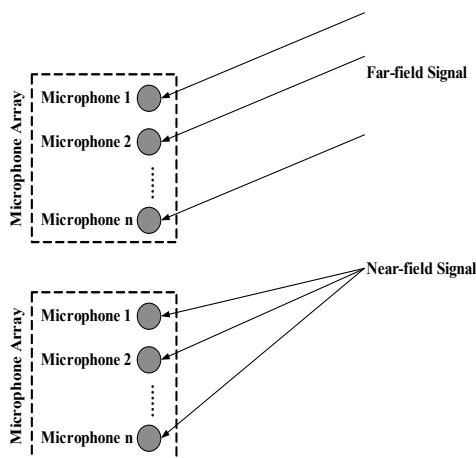 Microphone Array
Microphone 1
Microphone 2
Microphone n
Far-field Signal
Microphone Array
Microphone 1
Microphone 2
Microphone n
Near-field Signal